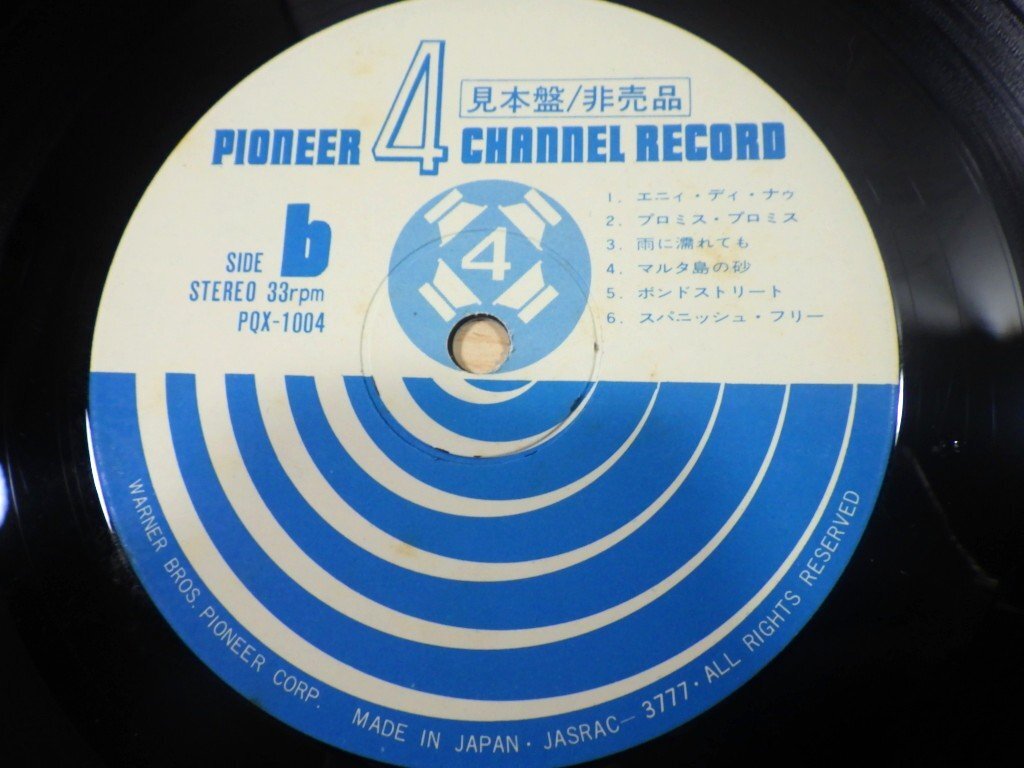 見本盤/非売品
PIONEER 4 CHANNEL RECORD
SIDE b
STEREO 33rpm
PQX-1004
4
1. エニィ・デイ・ナウ
2. プロミス・プロミス
3. 雨に濡れても
4. マルタ島の砂
5. ボンドストリート
6. スパニッシュ・フリー
WARNER BROS. PIONEER CORP. MADE IN JAPAN · JASRAC-3777 · ALL RIGHTS RESERVED